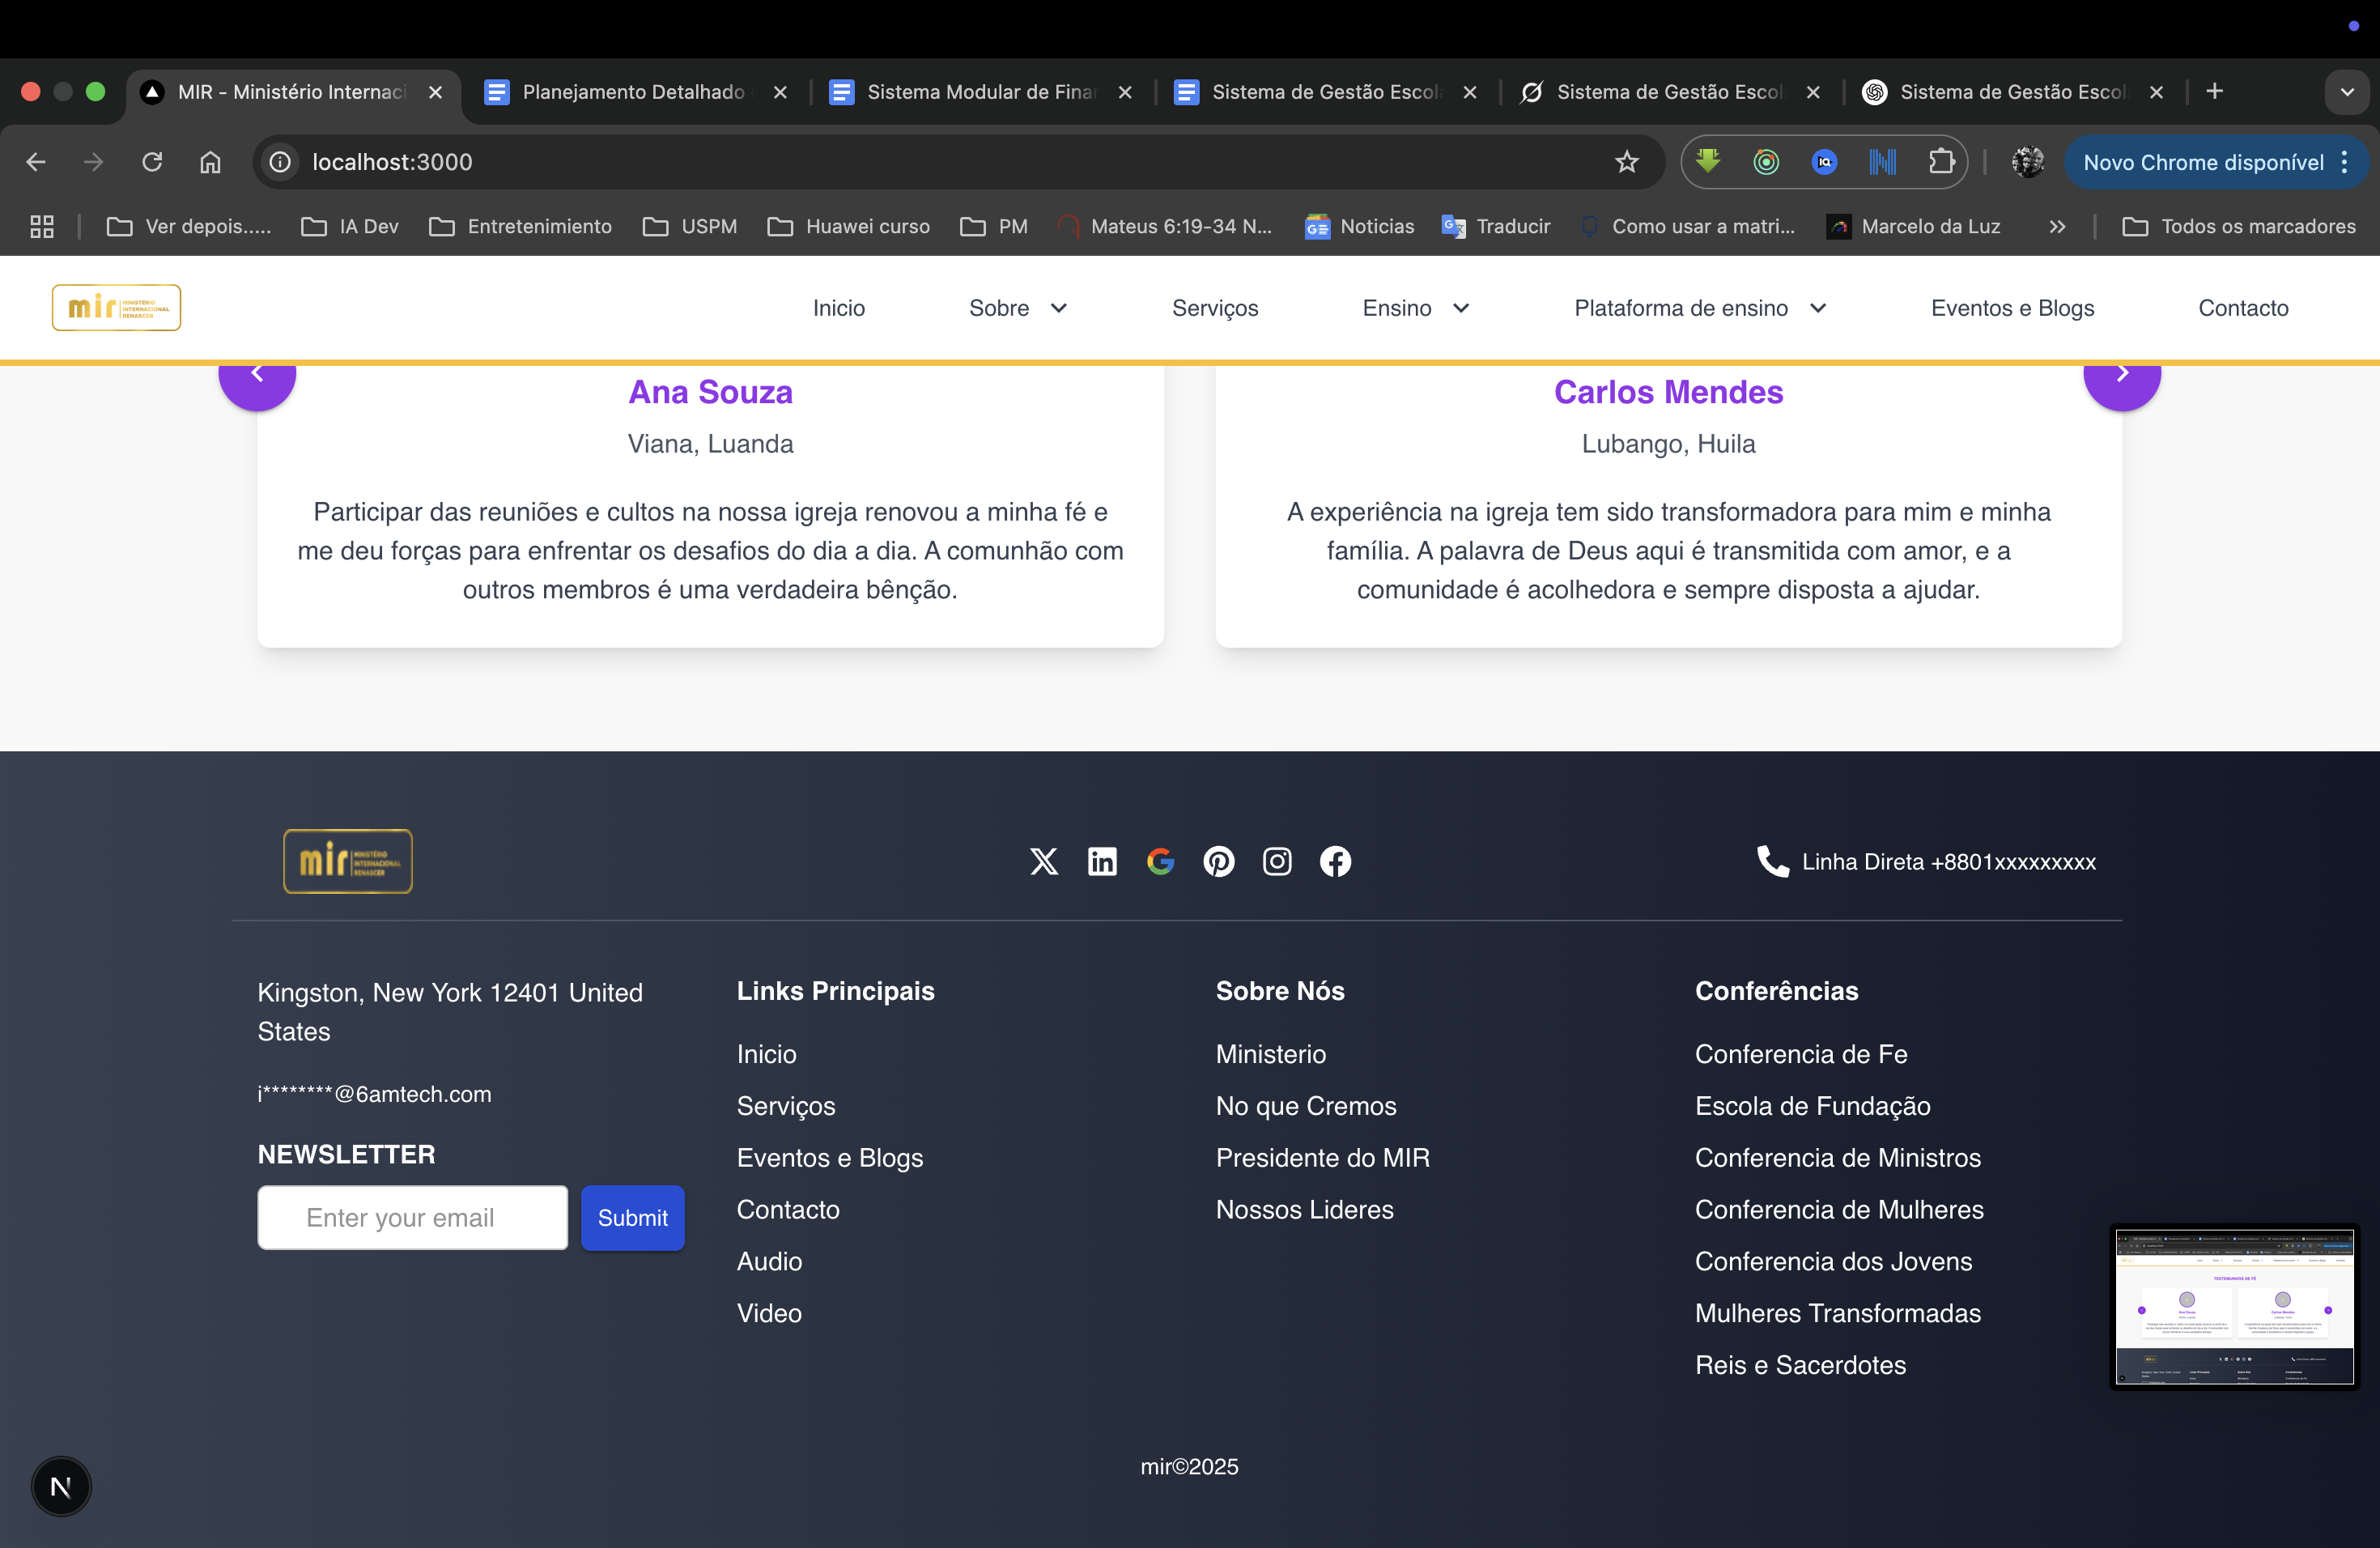 MIR - Ministério Internaci
Planejamento Detalhado
Sistema Modular de Finar
Sistema de Gestão Escol
Sistema de Gestão Escol
Sistema de Gestão Escol
localhost:3000
Novo Chrome disponível
Ver depois.....
IA Dev
Entretenimiento
USPM
Huawei curso
PM
Mateus 6:19-34 N...
Noticias
Traducir
Como usar a matri...
Marcelo da Luz
Todos os marcadores
mir MINISTÉRIO
INTERNACIONAL
RENASCER
Inicio
Sobre
Serviços
Ensino
Plataforma de ensino
Eventos e Blogs
Contacto
Ana Souza
Viana, Luanda
Participar das reuniões e cultos na nossa igreja renovou a minha fé e
me deu forças para enfrentar os desafios do dia a dia. A comunhão com
outros membros é uma verdadeira bênção.
Carlos Mendes
Lubango, Huila
A experiência na igreja tem sido transformadora para mim e minha
família. A palavra de Deus aqui é transmitida com amor, e a
comunidade é acolhedora e sempre disposta a ajudar.
mir MINISTÉRIO
INTERNACIONAL
RENASCER
Linha Direta +8801xxxxxxxxx
Kingston, New York 12401 United
States
i********@6amtech.com
NEWSLETTER
Enter your email
Submit
Links Principais
Inicio
Serviços
Eventos e Blogs
Contacto
Audio
Video
Sobre Nós
Ministerio
No que Cremos
Presidente do MIR
Nossos Lideres
Conferências
Conferencia de Fe
Escola de Fundação
Conferencia de Ministros
Conferencia de Mulheres
Conferencia dos Jovens
Mulheres Transformadas
Reis e Sacerdotes
TESTEMUNHOS DE FÉ
Ana Souza
Carlos Mendes
mir©2025
N